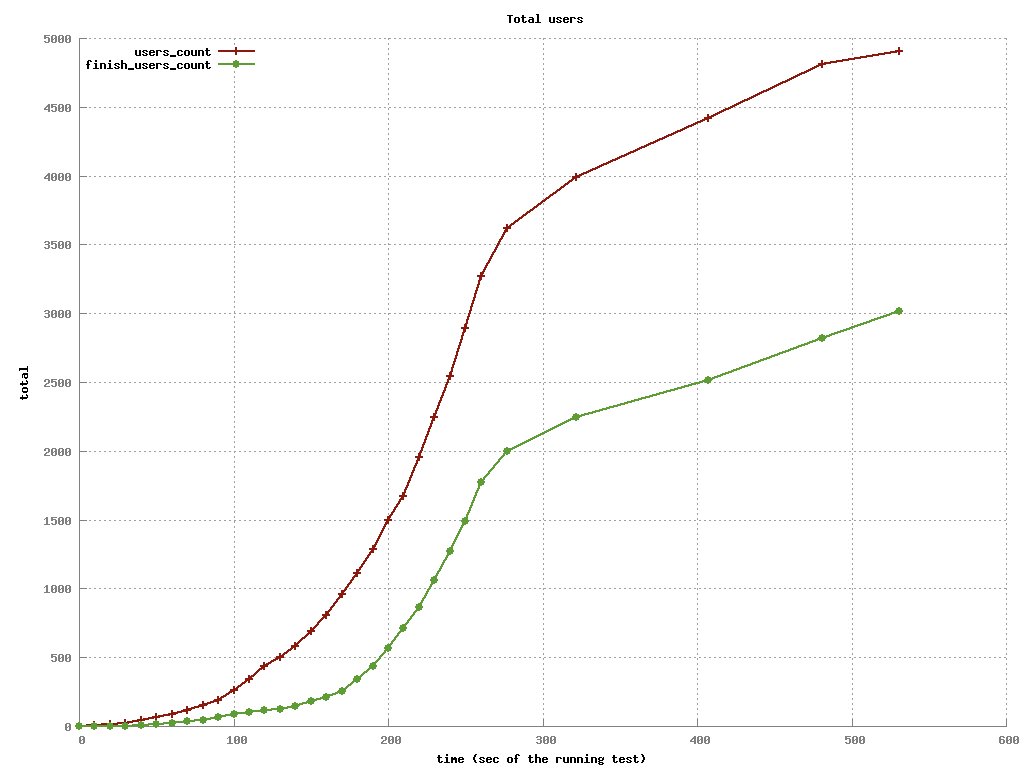 Total users
users_count
finish_users_count
5000
4500
4000
3500
3000
2500
2000
1500
1000
500
0
total
0 100 200 300 400 500 600
time (sec of the running test)